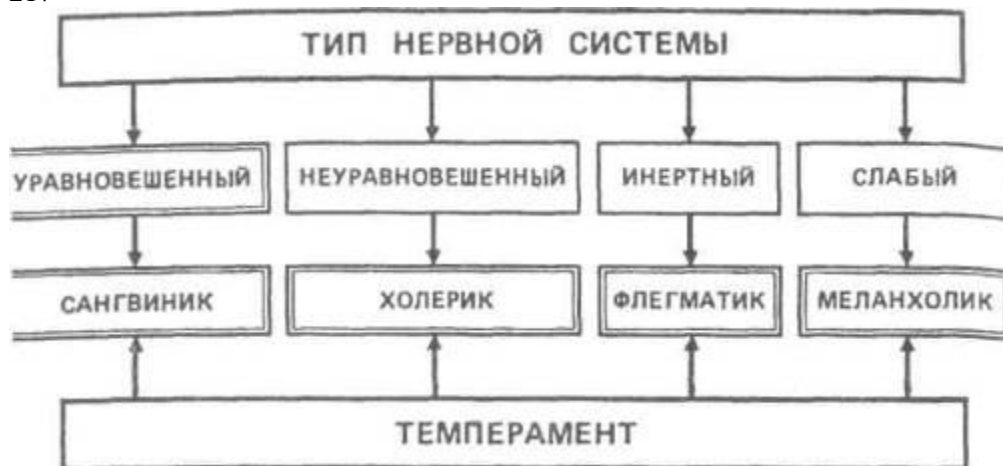 ТИП НЕРВНОЙ СИСТЕМЫ
УРАВНОВЕШЕННЫЙ НЕУРАВНОВЕШЕННЫЙ ИНЕРТНЫЙ СЛАБЫЙ
САНГВИНИК ХОЛЕРИК ФЛЕГМАТИК МЕЛАНХОЛИК
ТЕМПЕРАМЕНТ